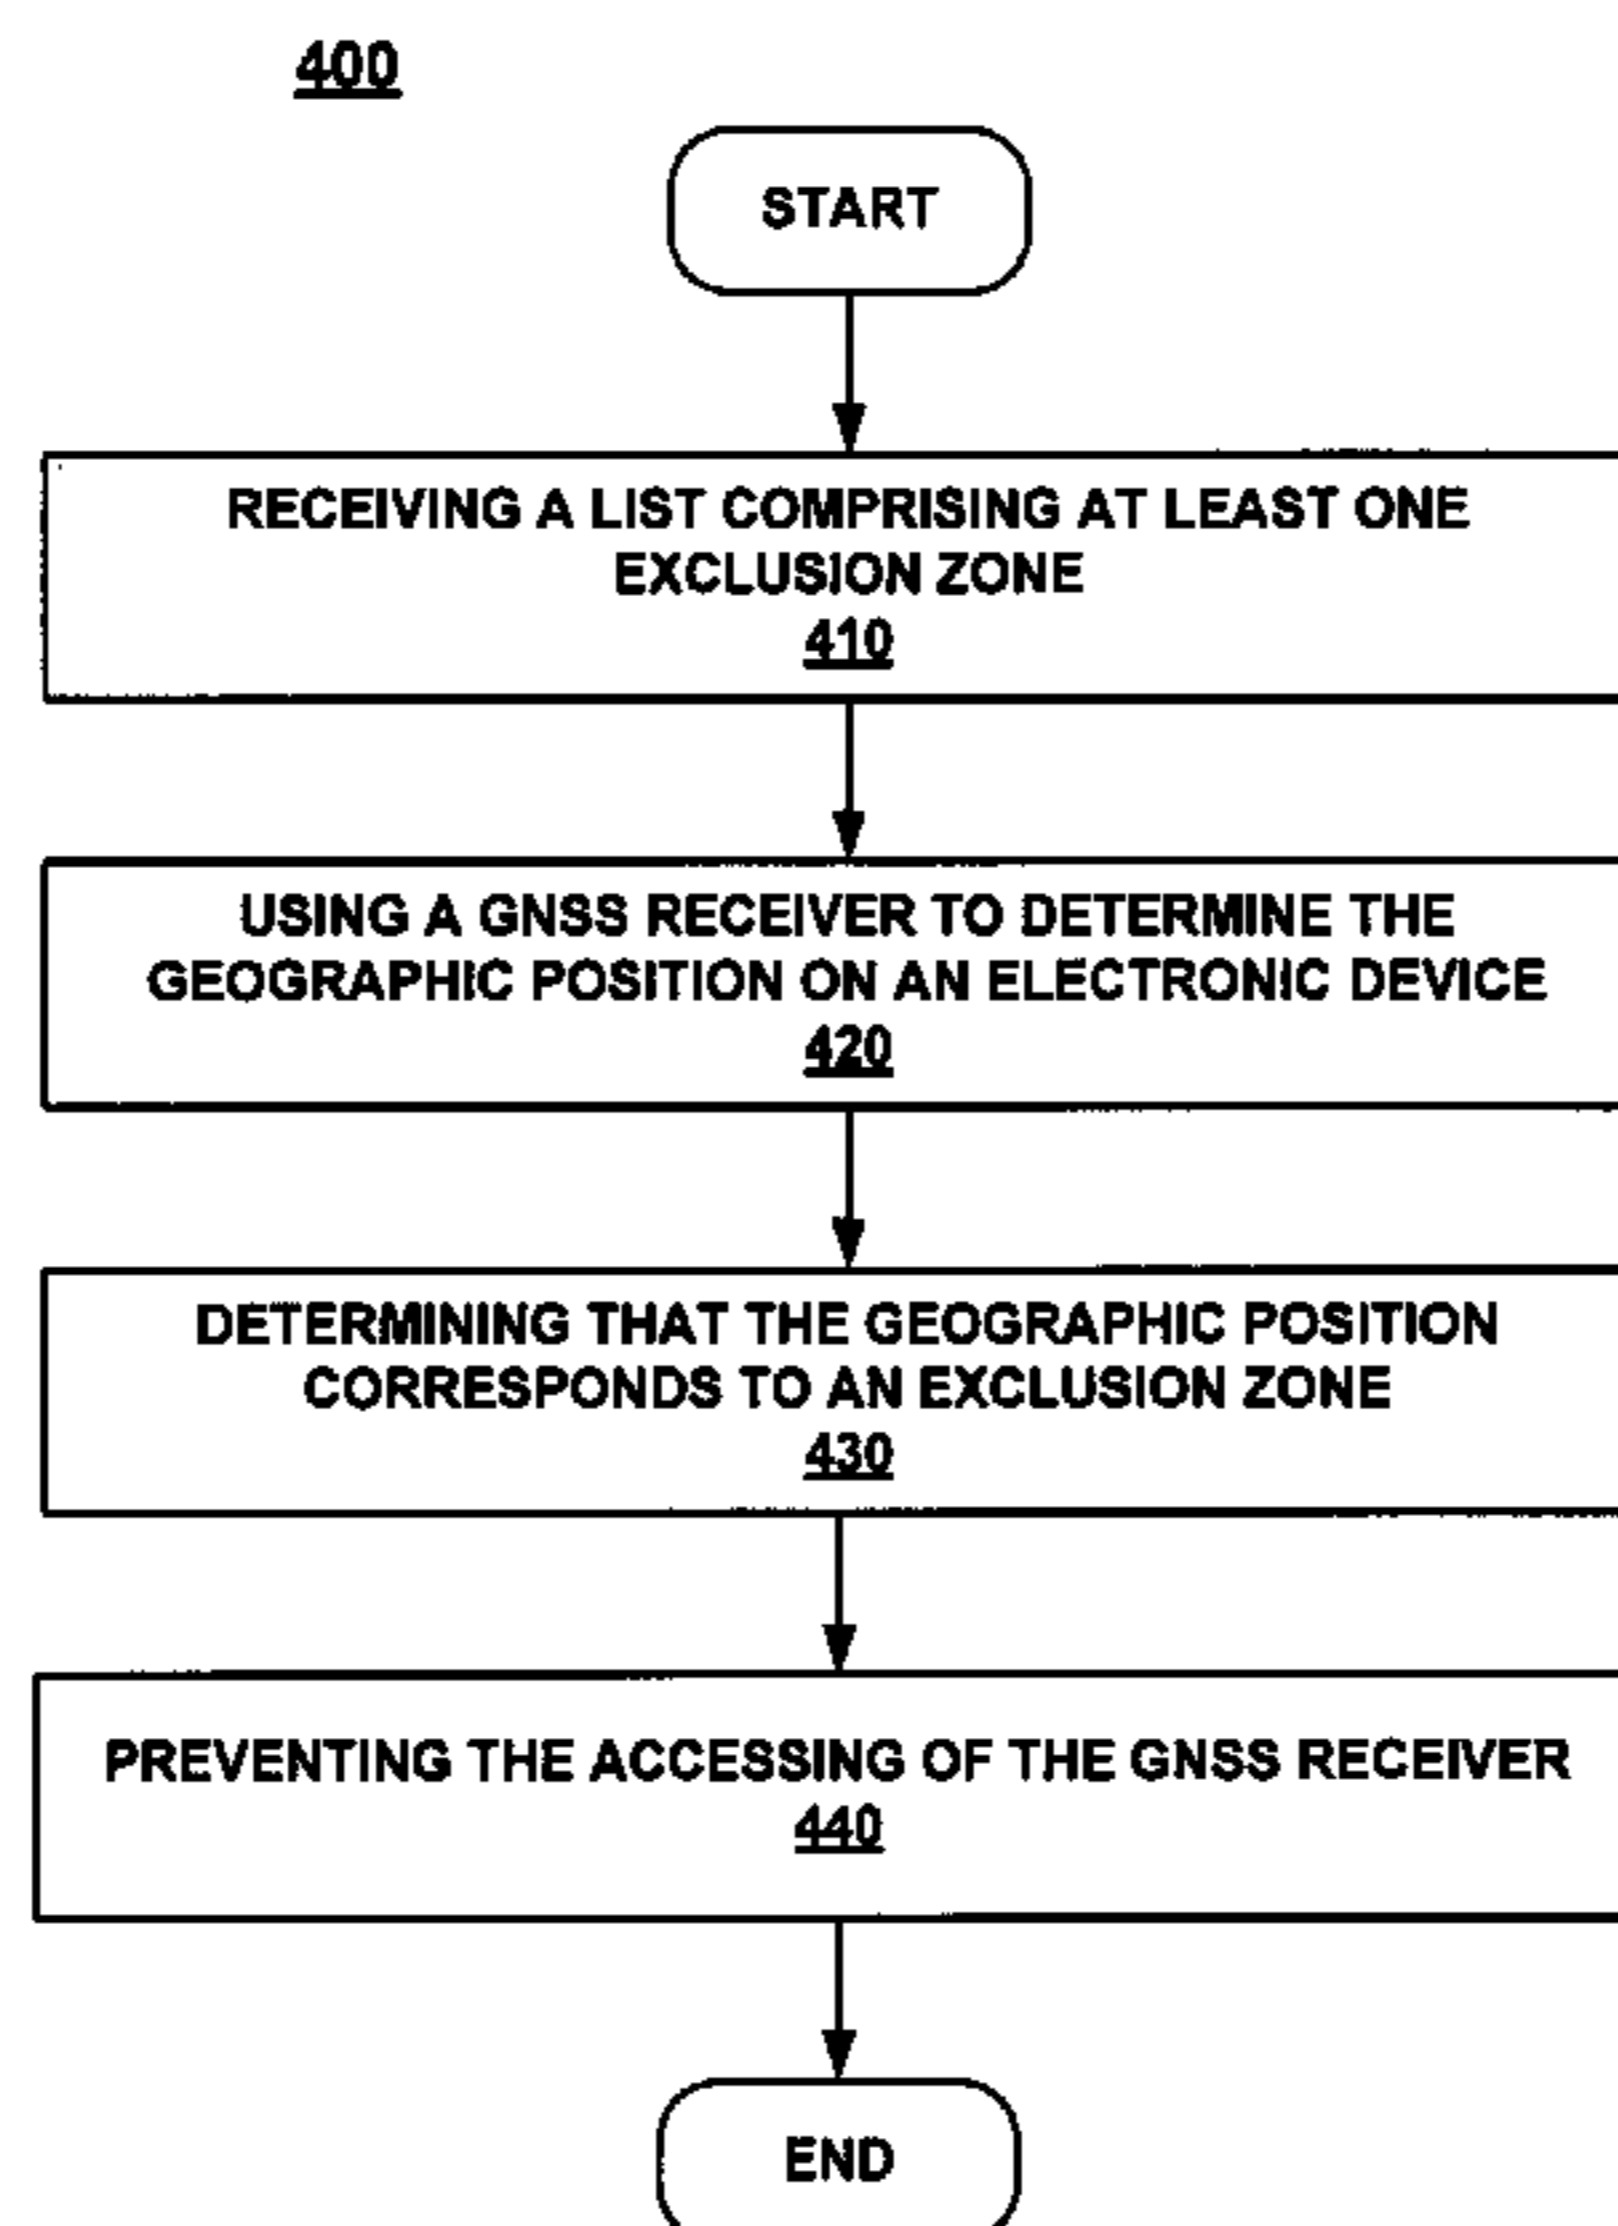 400
START
RECEIVING A LIST COMPRISING AT LEAST ONE
EXCLUSION ZONE
410
USING A GNSS RECEIVER TO DETERMINE THE
GEOGRAPHIC POSITION ON AN ELECTRONIC DEVICE
420
DETERMINING THAT THE GEOGRAPHIC POSITION
CORRESPONDS TO AN EXCLUSION ZONE
430
PREVENTING THE ACCESSING OF THE GNSS RECEIVER
440
END